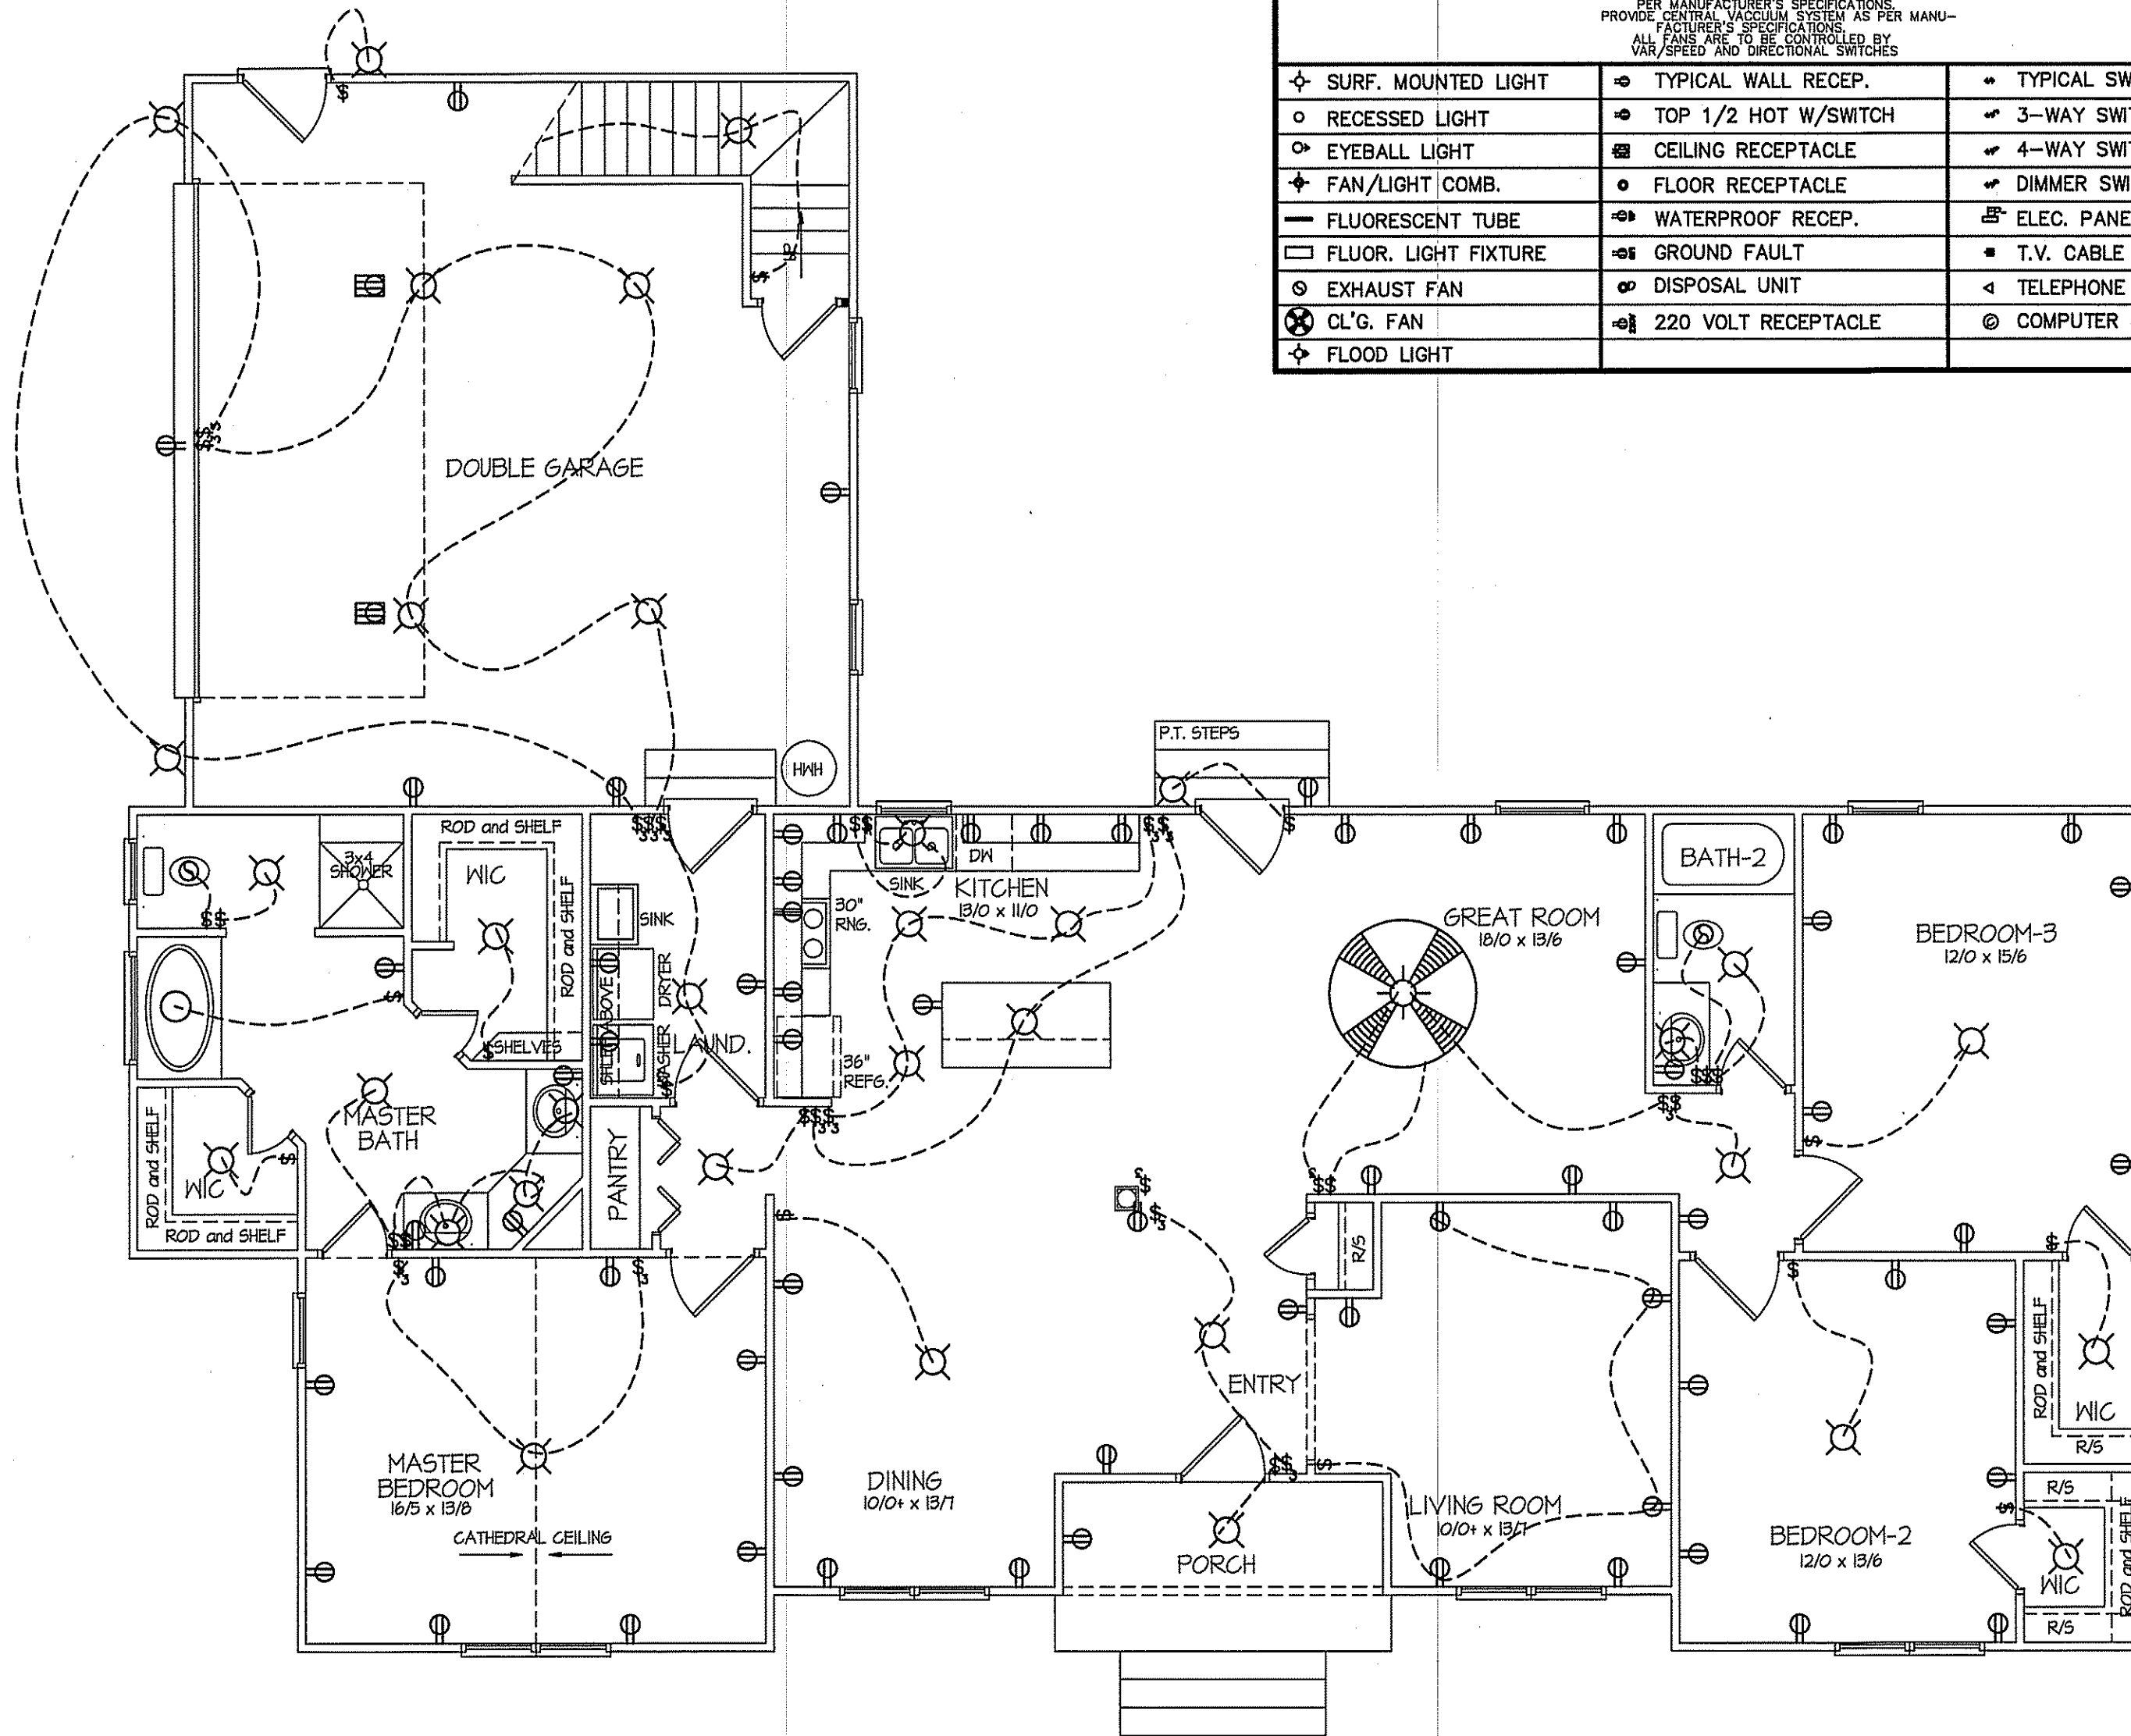 PER MANUFACTURER'S SPECIFICATIONS.
PROVIDE CENTRAL VACCUUM SYSTEM AS PER MANU-
FACTURER'S SPECIFICATIONS.
ALL FANS ARE TO BE CONTROLLED BY
VAR/SPEED AND DIRECTIONAL SWITCHES
SURF. MOUNTED LIGHT
TYPICAL WALL RECEP.
TYPICAL SW
RECESSED LIGHT
TOP 1/2 HOT W/SWITCH
3-WAY SWI
EYEBALL LIGHT
CEILING RECEPTACLE
4-WAY SWI
FAN/LIGHT COMB.
FLOOR RECEPTACLE
DIMMER SWI
FLUORESCENT TUBE
WATERPROOF RECEP.
ELEC. PANE
FLUOR. LIGHT FIXTURE
GROUND FAULT
T.V. CABLE
EXHAUST FAN
DISPOSAL UNIT
TELEPHONE
CL'G. FAN
220 VOLT RECEPTACLE
COMPUTER
FLOOD LIGHT
DOUBLE GARAGE
P.T. STEPS
HWH
ROD and SHELF
3x4
SHOWER
WIC
ROD and SHELF
SINK
DRYER
SHLF ABOVE
WASHER
LAUND.
SHELVES
SINK
DW
KITCHEN
13/0 x 11/0
30"
RNG.
36"
REFG.
GREAT ROOM
18/0 x 13/6
BATH-2
BEDROOM-3
12/0 x 15/6
MASTER
BATH
ROD and SHELF
WIC
ROD and SHELF
PANTRY
R/S
ENTRY
MASTER
BEDROOM
16/5 x 13/8
CATHEDRAL CEILING
DINING
10/0+ x 13/7
PORCH
LIVING ROOM
10/0+ x 13/7
BEDROOM-2
12/0 x 13/6
ROD and SHELF
WIC
R/S
R/S
WIC
R/S
ROD and SHELF